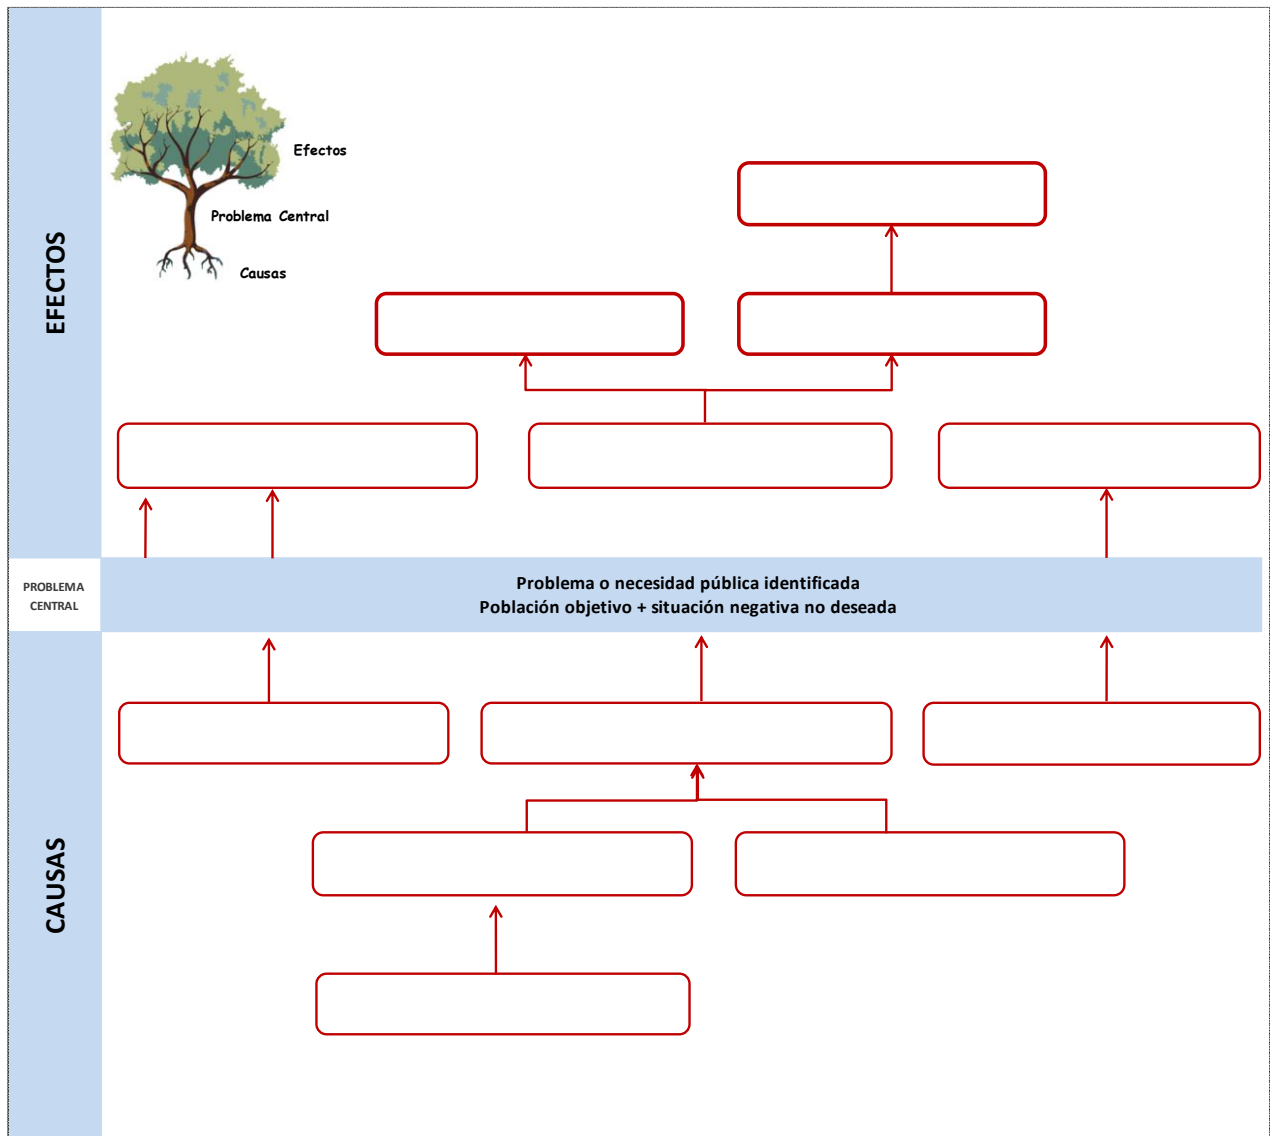 EFECTOS
Efectos
Problema Central
Causas
PROBLEMA
CENTRAL
Problema o necesidad pública identificada
Población objetivo + situación negativa no deseada
CAUSAS